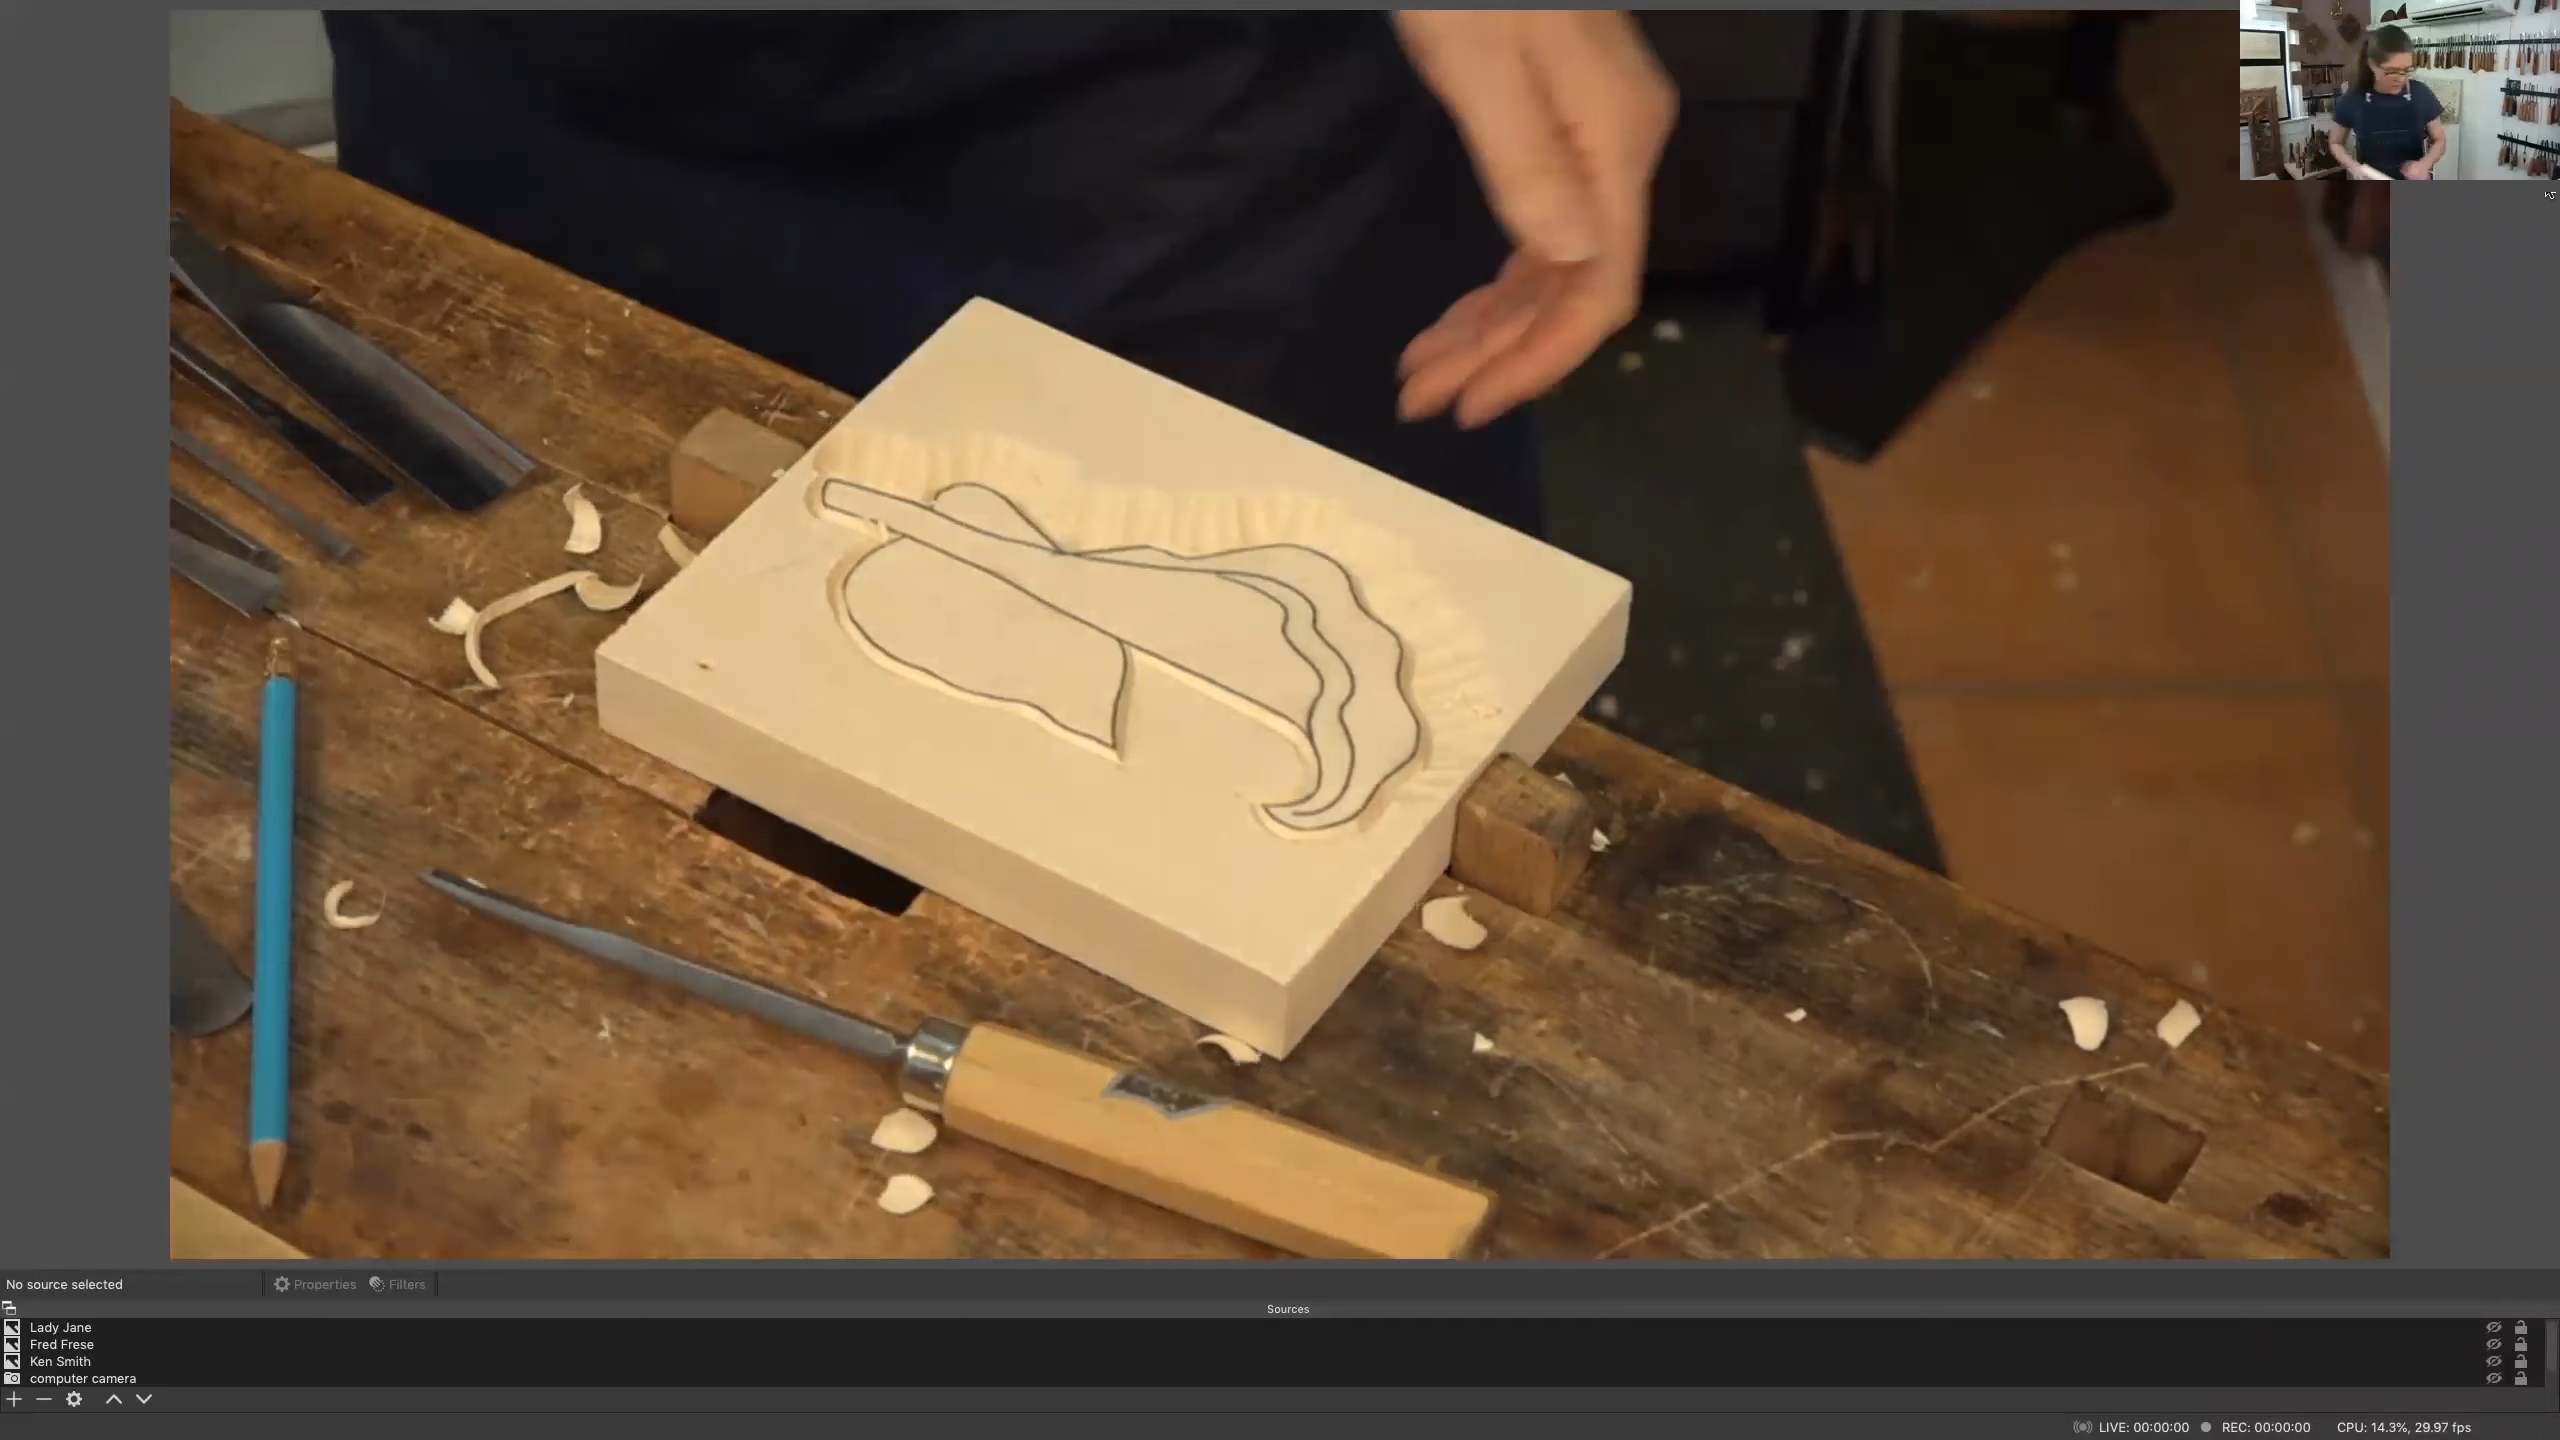 No source selected
Properties
Filters
Sources
Lady Jane
Fred Frese
Ken Smith
computer camera
LIVE: 00:00:00
REC: 00:00:00
CPU: 14.3%, 29.97 fps